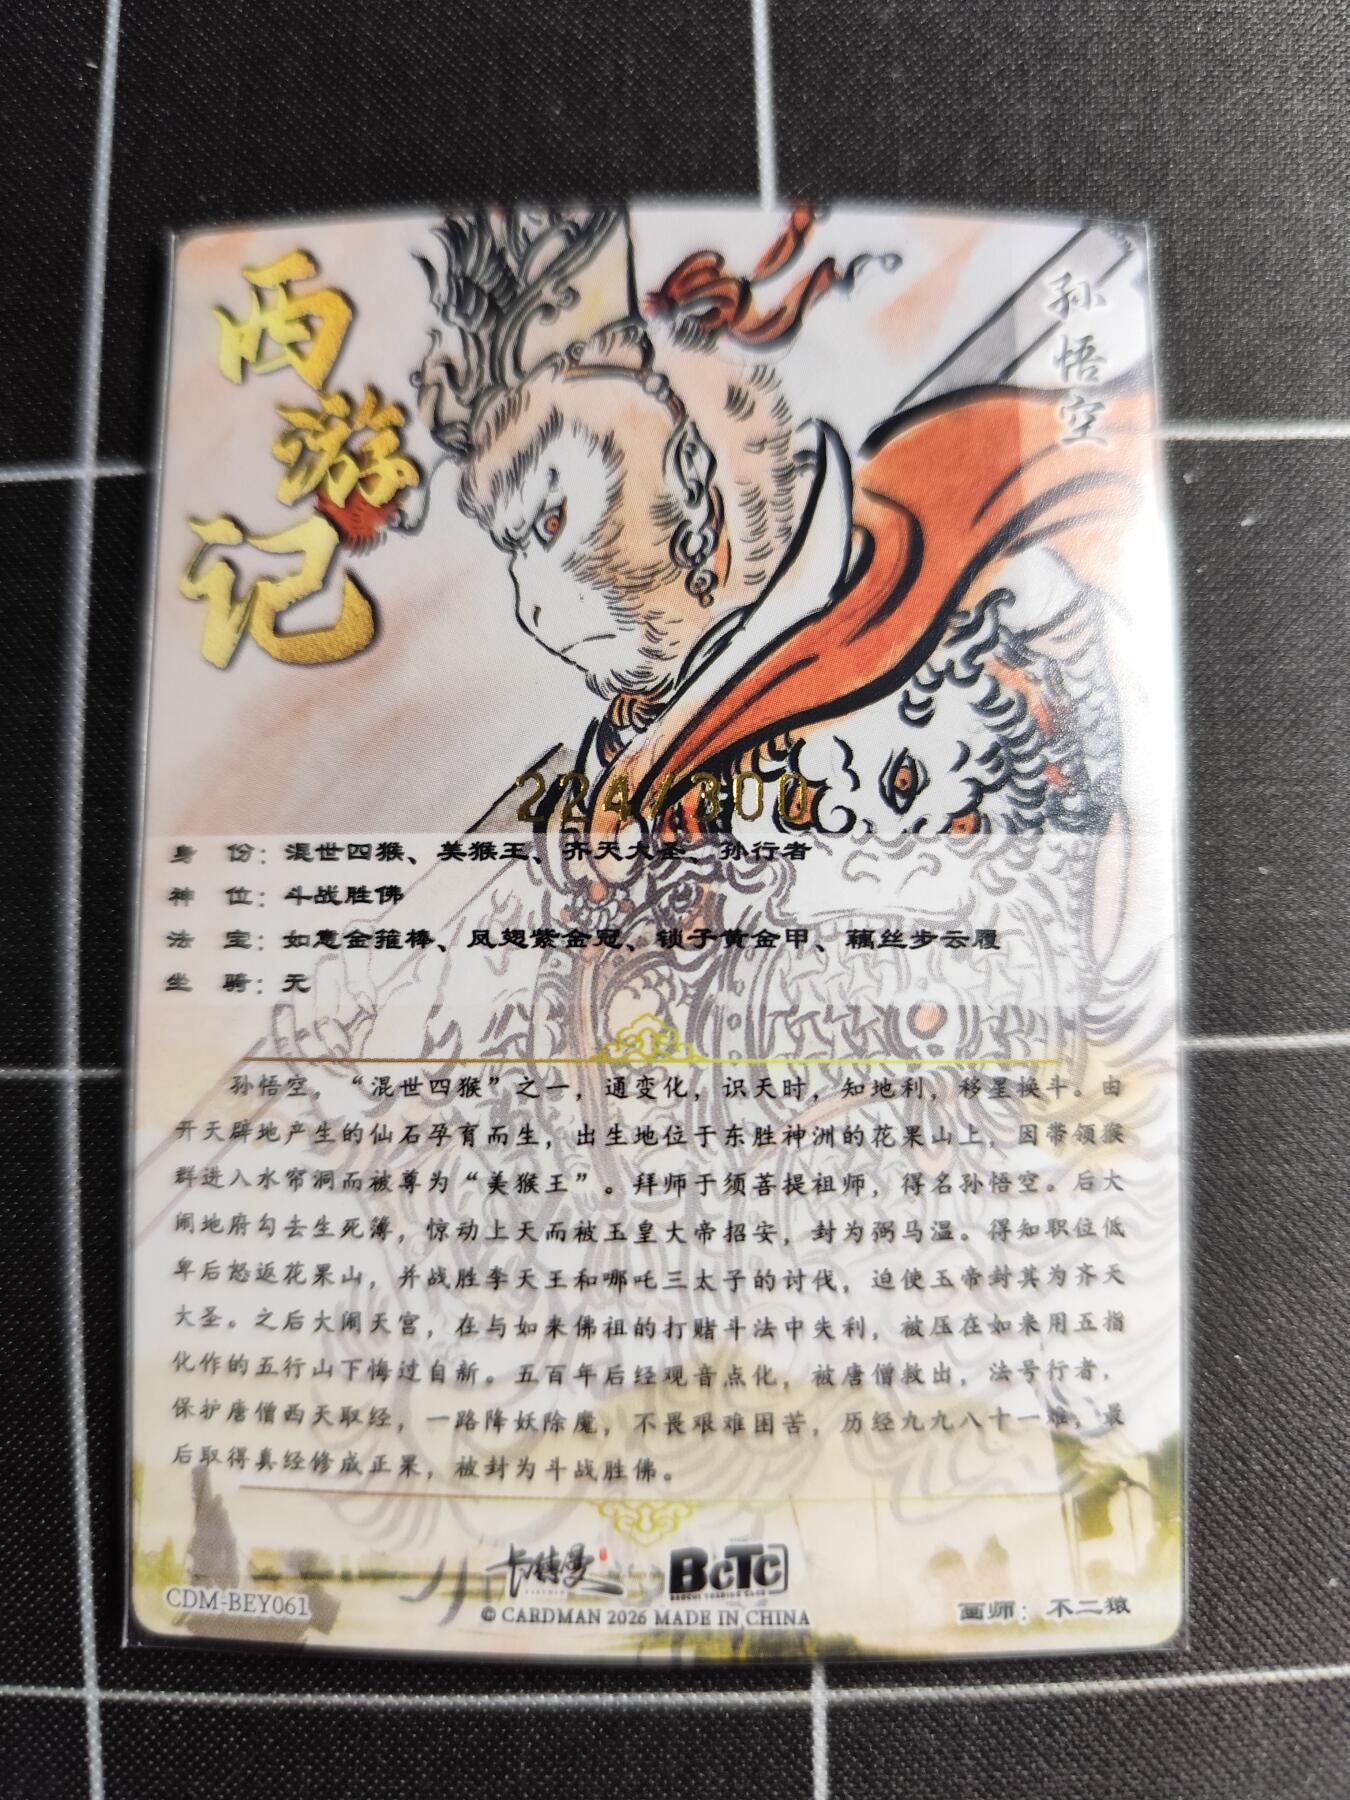 西游记
孙悟空
224/300
身 份：混世四猴、美猴王、齐天大圣、孙行者
神 位：斗战胜佛
法 宝：如意金箍棒、凤翅紫金冠、锁子黄金甲、藕丝步云履
坐 骑：无
孙悟空，“混世四猴”之一，通变化，识天时，知地利，移星换斗。由
开天辟地产生的仙石孕育而生，出生地位于东胜神洲的花果山上，因带领猴
群进入水帘洞而被尊为“美猴王”。拜师于须菩提祖师，得名孙悟空。后大
闹地府勾去生死簿，惊动上天而被玉皇大帝招安，封为弼马温。得知职位低
卑后怒返花果山，并战胜李天王和哪吒三太子的讨伐，迫使玉帝封其为齐天
大圣。之后大闹天宫，在与如来佛祖的打赌斗法中失利，被压在如来用五指
化作的五行山下悔过自新。五百年后经观音点化，被唐僧救出，法号行者，
保护唐僧西天取经，一路降妖除魔，不畏艰难困苦，历经九九八十一难，最
后取得真经修成正果，被封为斗战胜佛。
卡德曼
BCTC
CDM-BEY061
© CARDMAN 2026 MADE IN CHINA
画师：不二猿